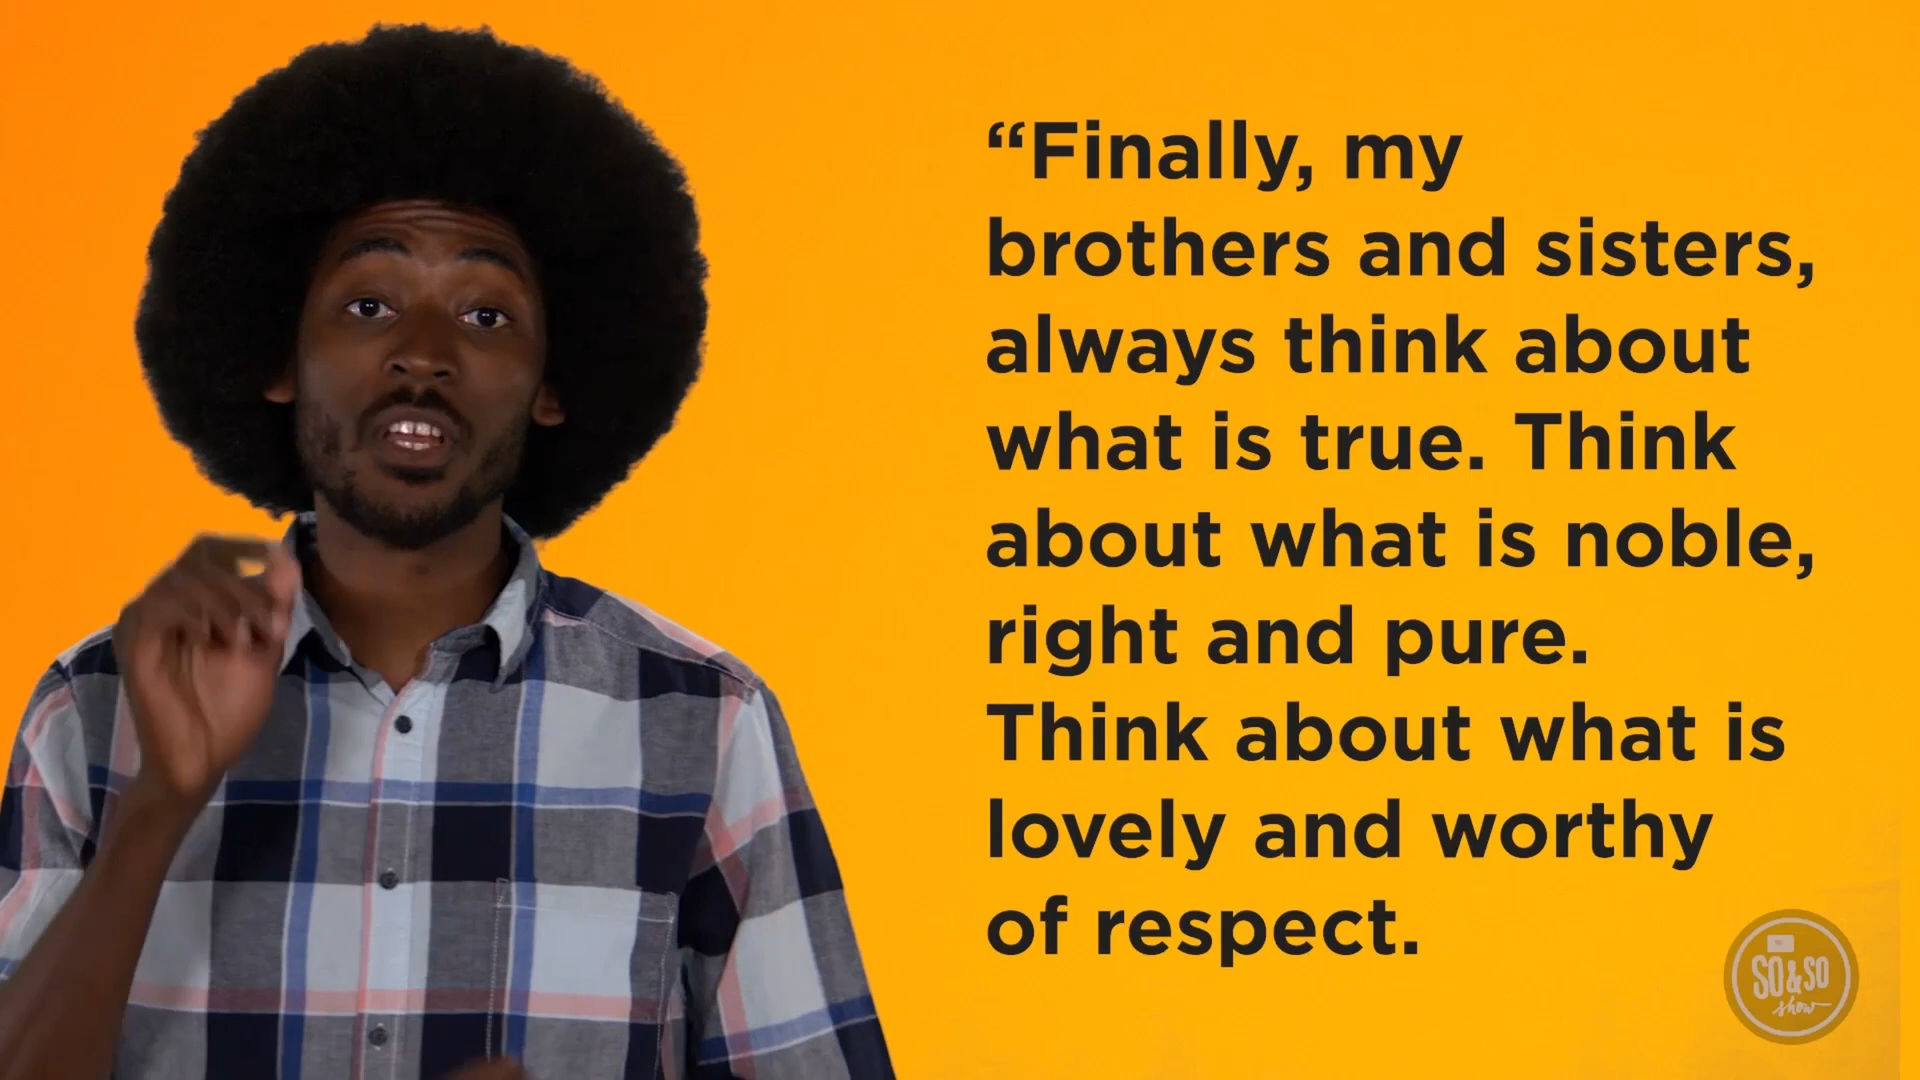 “Finally, my
brothers and sisters,
always think about
what is true. Think
about what is noble,
right and pure.
Think about what is
lovely and worthy
of respect.
SO & SO
show